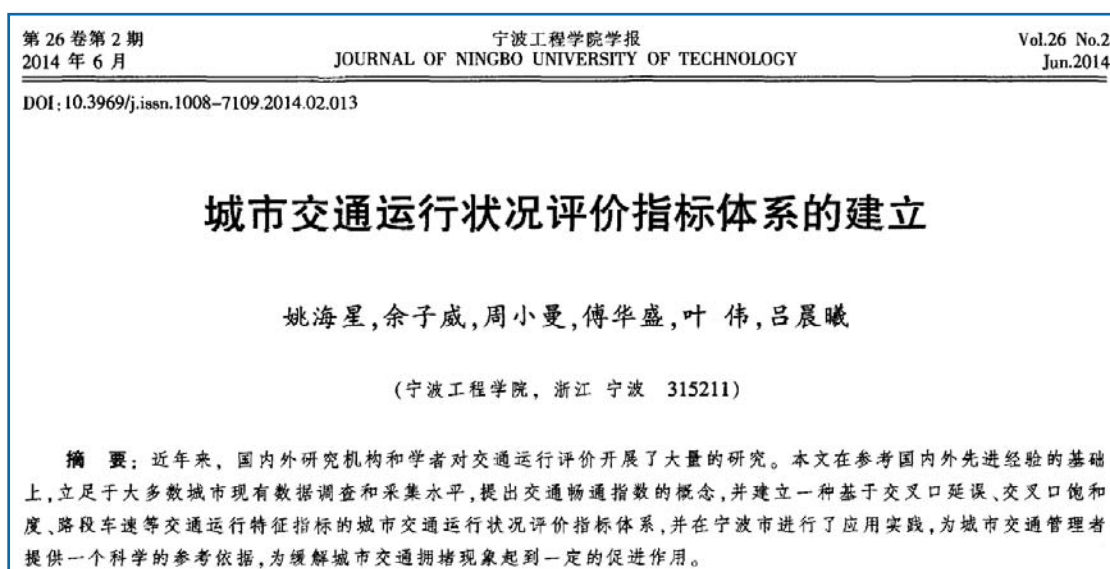 第 26 卷第 2 期 宁波工程学院学报 Vol.26 No.2
2014 年 6 月 JOURNAL OF NINGBO UNIVERSITY OF TECHNOLOGY Jun.2014
DOI:10.3969/j.issn.1008-7109.2014.02.013
城市交通运行状况评价指标体系的建立
姚海星,余子威,周小曼,傅华盛,叶 伟,吕晨曦
(宁波工程学院, 浙江 宁波 315211)
摘 要: 近年来, 国内外研究机构和学者对交通运行评价开展了大量的研究。本文在参考国内外先进经验的基础
上,立足于大多数城市现有数据调查和采集水平,提出交通畅通指数的概念,并建立一种基于交叉口延误、交叉口饱和
度、路段车速等交通运行特征指标的城市交通运行状况评价指标体系,并在宁波市进行了应用实践,为城市交通管理者
提供一个科学的参考依据,为缓解城市交通拥堵现象起到一定的促进作用。